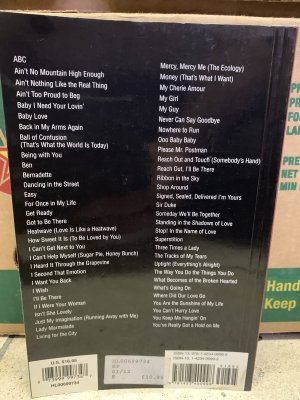 ABC
Ain't No Mountain High Enough
Ain't Nothing Like the Real Thing
Ain't Too Proud to Beg
Baby I Need Your Lovin'
Baby Love
Back in My Arms Again
Ball of Confusion
(That's What the World Is Today)
Being with You
Ben
Bernadette
Dancing in the Street
Easy
For Once in My Life
Get Ready
Got to Be There
Heatwave (Love Is Like a Heatwave)
How Sweet It Is (To Be Loved by You)
I Can't Get Next to You
I Can't Help Myself (Sugar Pie, Honey Bunch)
I Heard It Through the Grapevine
I Second That Emotion
I Want You Back
I Wish
I'll Be There
If I Were Your Woman
Isn't She Lovely
Just My Imagination (Running Away with Me)
Lady Marmalade
Living for the City
Mercy, Mercy Me (The Ecology)
Money (That's What I Want)
My Cherie Amour
My Girl
My Guy
Never Can Say Goodbye
Nowhere to Run
Ooo Baby Baby
Please Mr. Postman
Reach Out and Touch (Somebody's Hand)
Reach Out, I'll Be There
Ribbon in the Sky
Shop Around
Signed, Sealed, Delivered I'm Yours
Sir Duke
Someday We'll Be Together
Standing in the Shadows of Love
Stop! In the Name of Love
Superstition
Three Times a Lady
The Tracks of My Tears
Uptight (Everything's Alright)
The Way You Do the Things You Do
What Becomes of the Broken Hearted
What's Going On
Where Did Our Love Go
You Are the Sunshine of My Life
You Can't Hurry Love
You Keep Me Hangin' On
You've Really Got a Hold on Me
U.S. $16.95
HL00699734
HL00699734
Hand
Keep